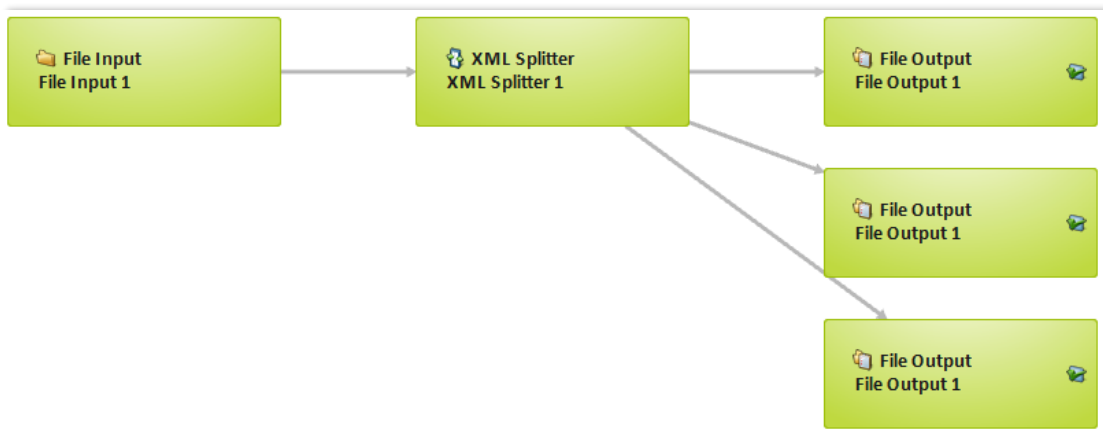 File Input
File Input 1
XML Splitter
XML Splitter 1
File Output
File Output 1
File Output
File Output 1
File Output
File Output 1